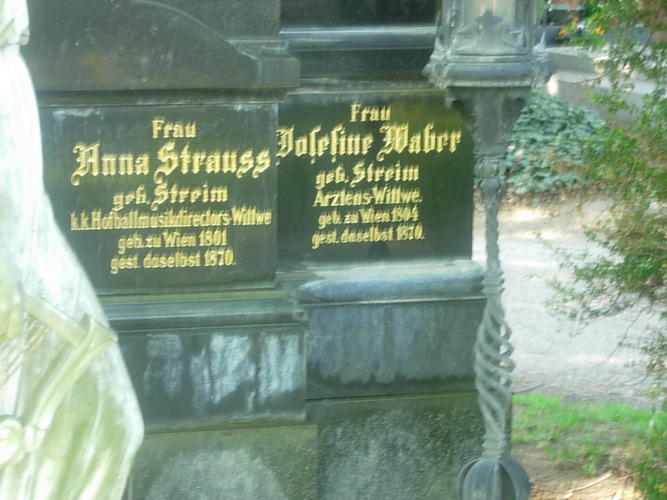 Frau
Anna Strauss
geb. Streim
k.k. Hofballmusikdirectors-Wittwe
geb. zu Wien 1801
gest. daselbst 1870.
Frau
Josefine Waber
geb. Streim
Arztens-Wittwe.
geb. zu Wien 1804
gest. daselbst 1870.